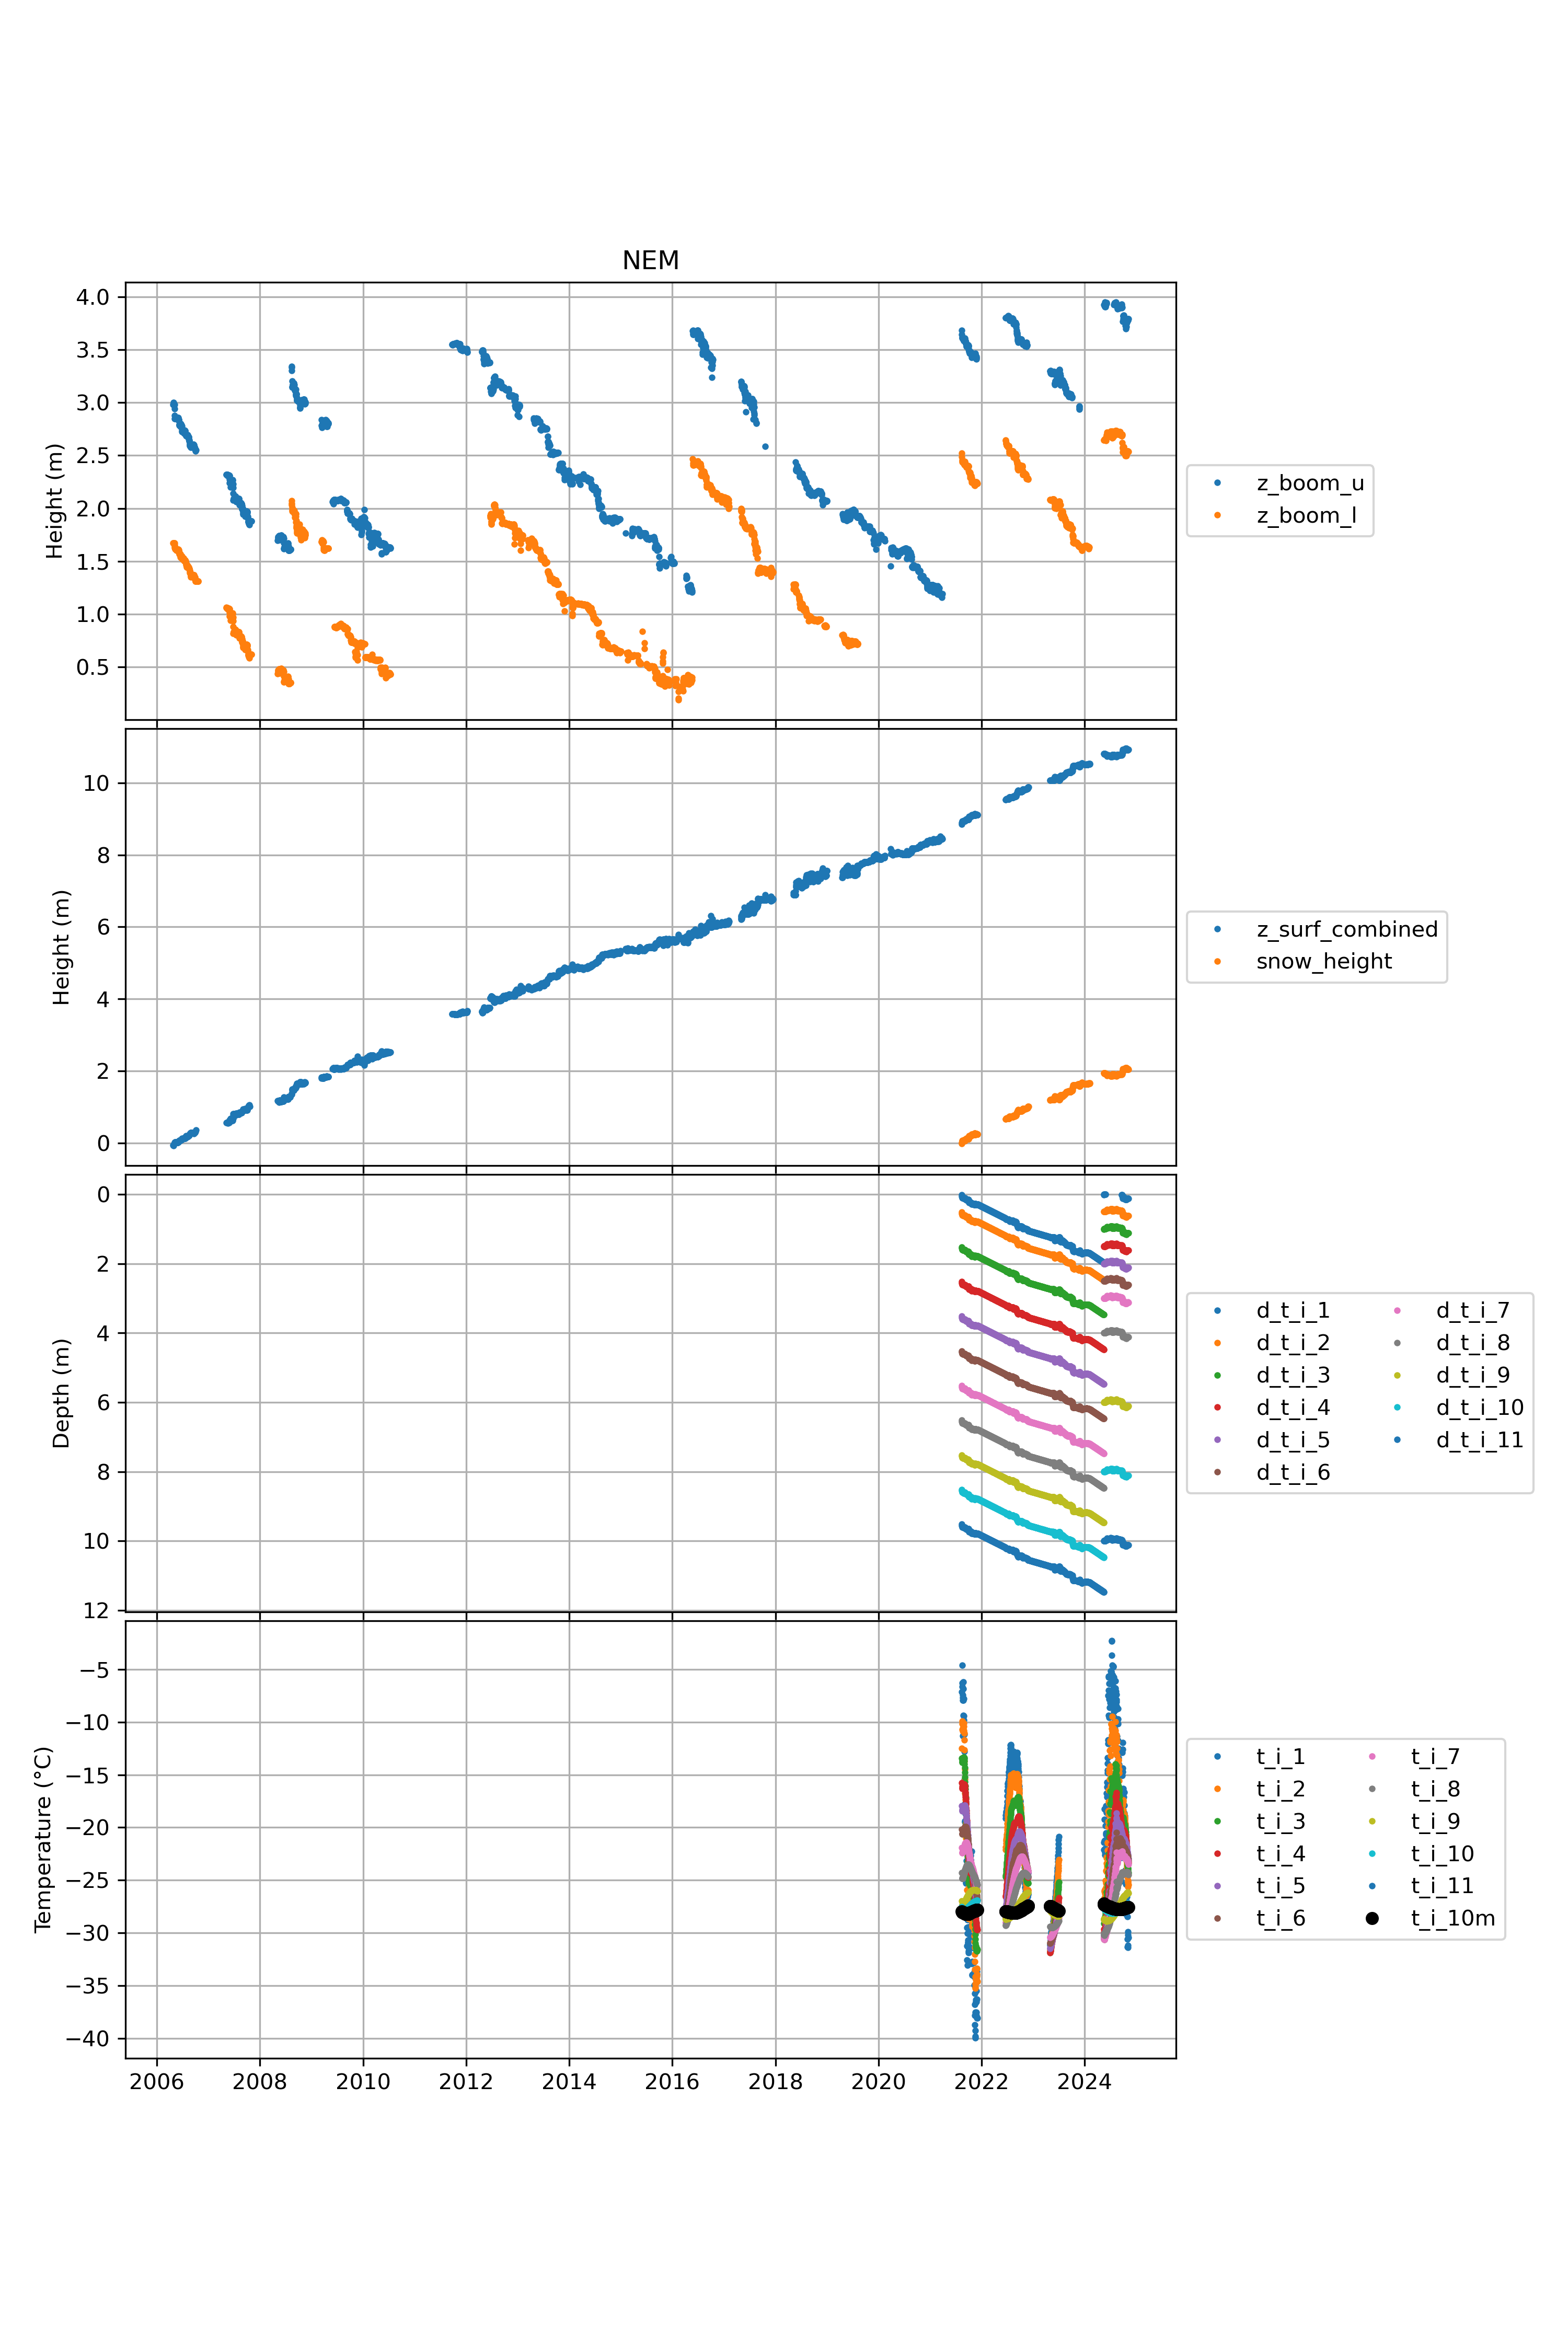 NEM
4.0
3.5
3.0
2.5
2.0
1.5
1.0
0.5
Height (m)
z_boom_u
z_boom_l
10
8
6
4
2
0
Height (m)
z_surf_combined
snow_height
0
2
4
6
8
10
12
Depth (m)
d_t_i_1 d_t_i_7
d_t_i_2 d_t_i_8
d_t_i_3 d_t_i_9
d_t_i_4 d_t_i_10
d_t_i_5 d_t_i_11
d_t_i_6
−5
−10
−15
−20
−25
−30
−35
−40
Temperature (°C)
t_i_1 t_i_7
t_i_2 t_i_8
t_i_3 t_i_9
t_i_4 t_i_10
t_i_5 t_i_11
t_i_6 t_i_10m
2006 2008 2010 2012 2014 2016 2018 2020 2022 2024